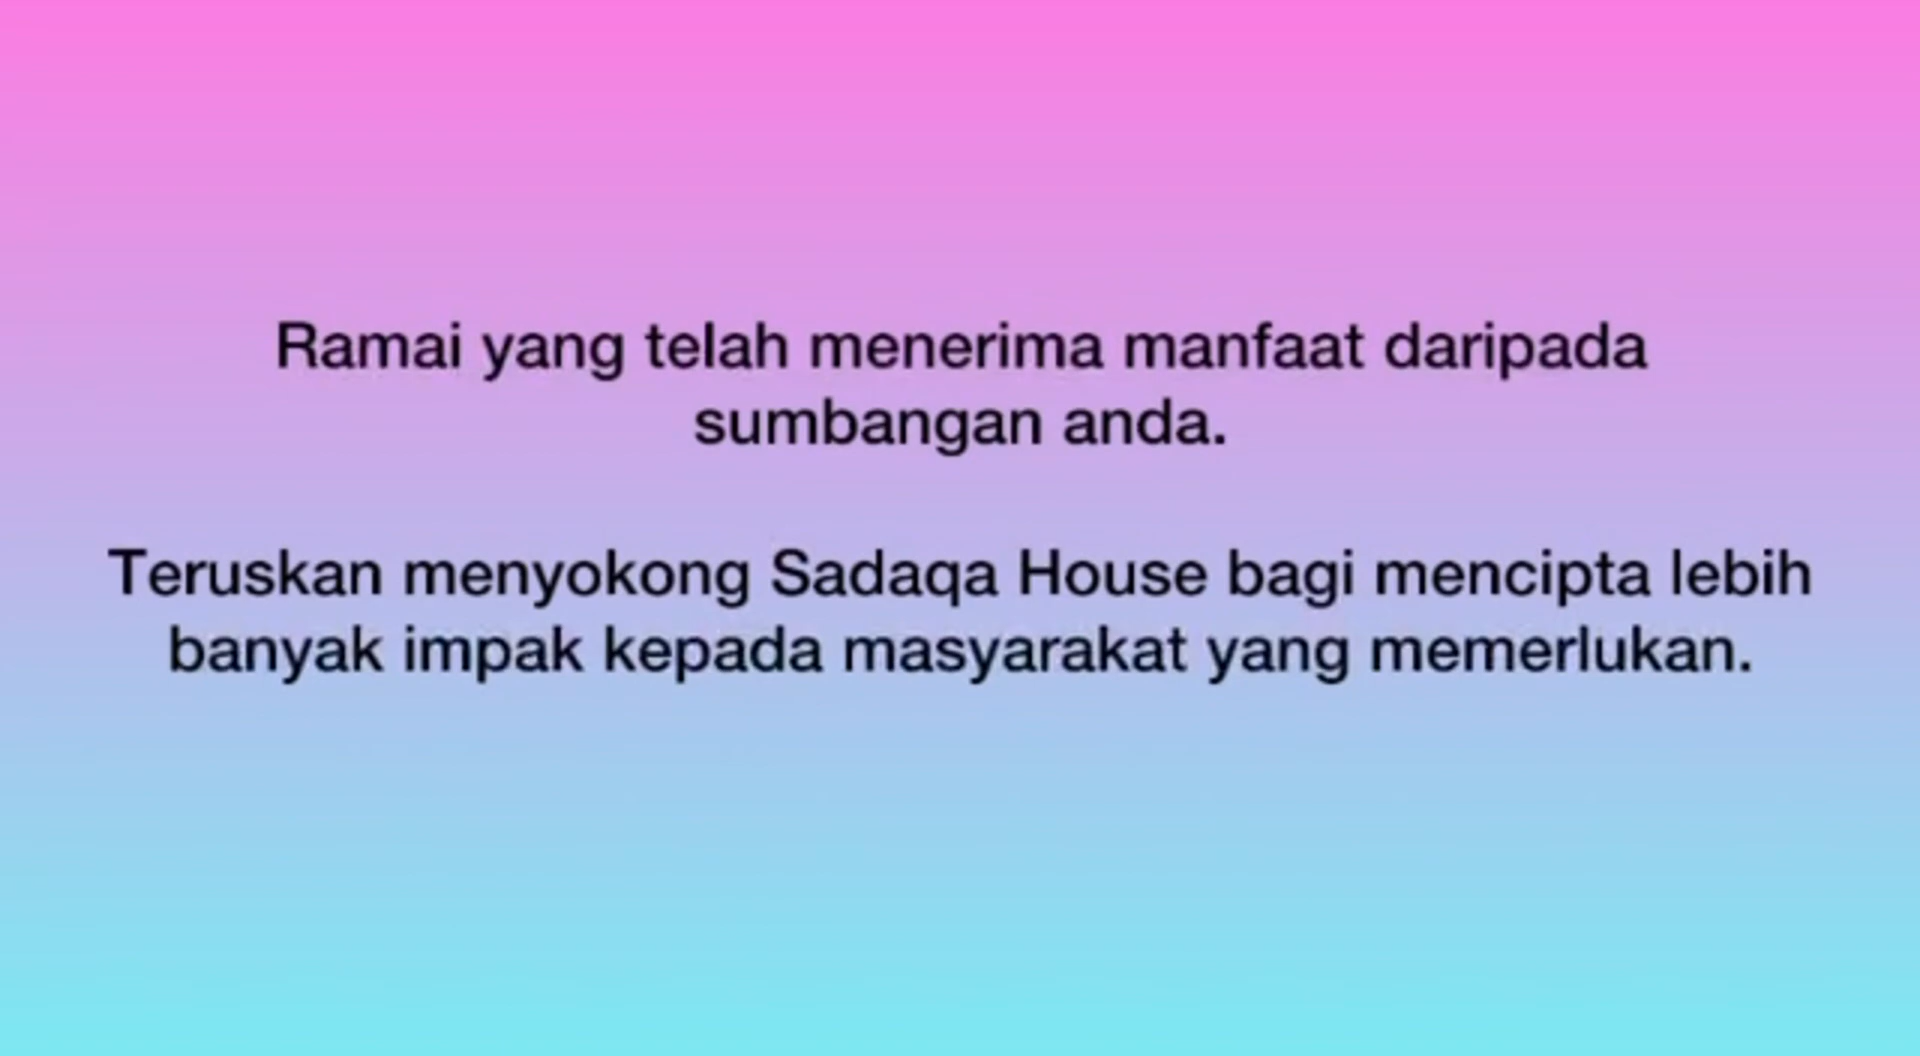 Ramai yang telah menerima manfaat daripada
sumbangan anda.
Teruskan menyokong Sadaqa House bagi mencipta lebih
banyak impak kepada masyarakat yang memerlukan.